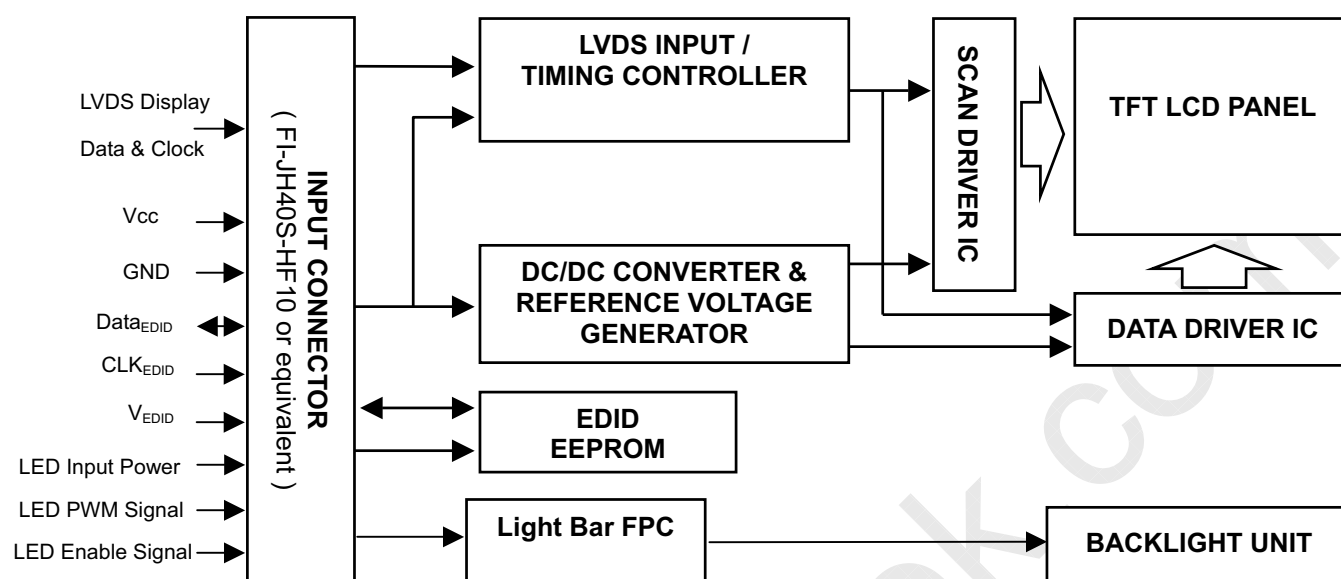 LVDS Display
Data & Clock
Vcc
GND
DataEDID
CLKEDID
VEDID
LED Input Power
LED PWM Signal
LED Enable Signal
INPUT CONNECTOR
( FI-JH40S-HF10 or equivalent )
LVDS INPUT /
TIMING CONTROLLER
DC/DC CONVERTER &
REFERENCE VOLTAGE
GENERATOR
EDID
EEPROM
Light Bar FPC
SCAN DRIVER IC
TFT LCD PANEL
DATA DRIVER IC
BACKLIGHT UNIT